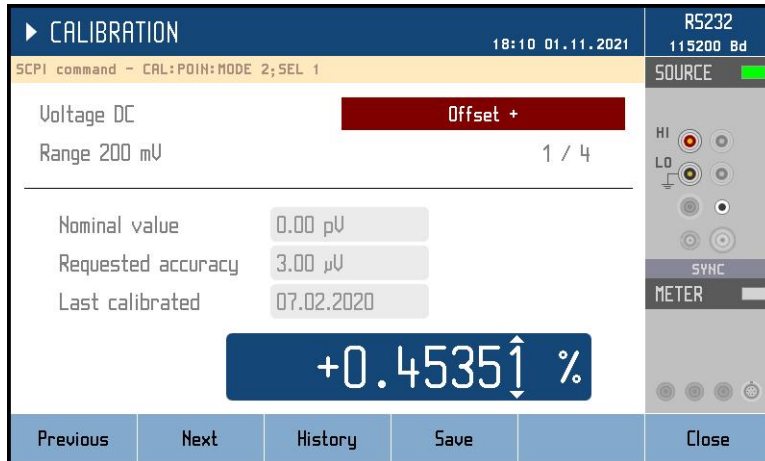 CALIBRATION
18:10 01.11.2021
RS232
115200 Bd
SCPI command - CAL:POIN:MODE 2;SEL 1
SOURCE
Voltage DC
Offset +
Range 200 mV
1 / 4
HI
LO
Nominal value
0.00 pV
Requested accuracy
3.00 µV
Last calibrated
07.02.2020
SYNC
METER
+0.45351 %
Previous
Next
History
Save
Close